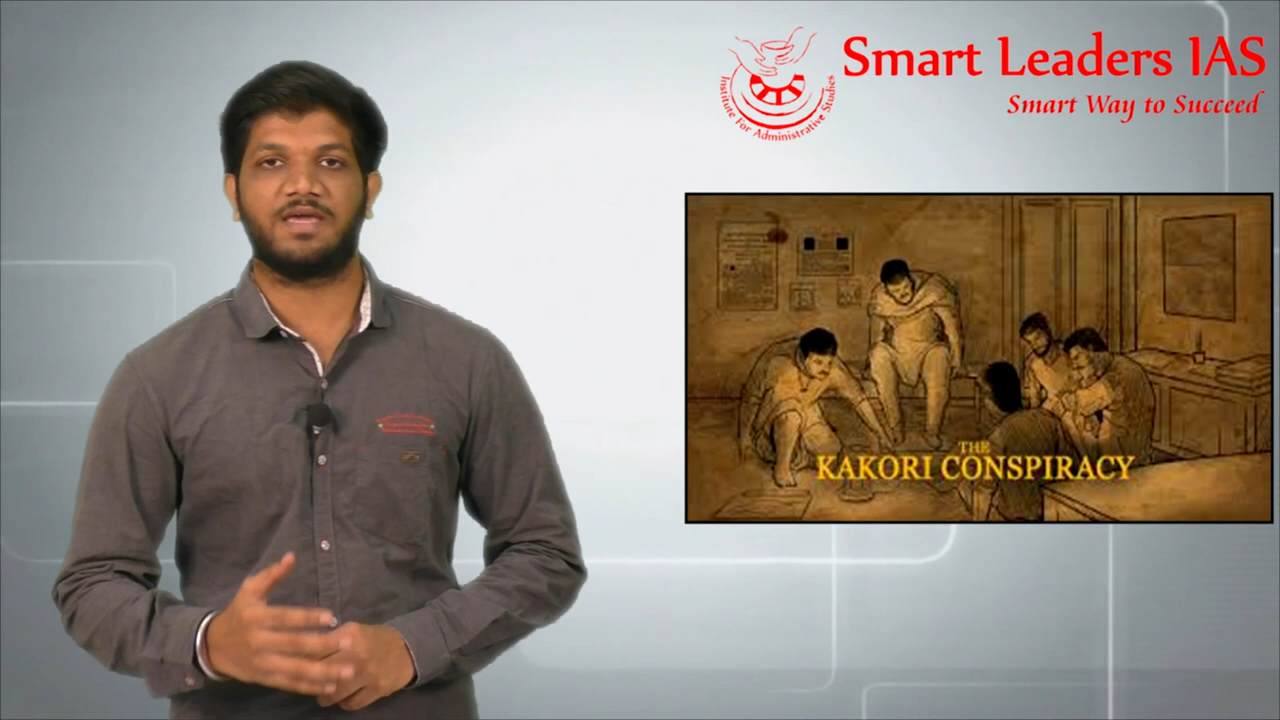 Smart Leaders IAS
Smart Way to Succeed
Institute For Administrative Studies
THE
KAKORI CONSPIRACY